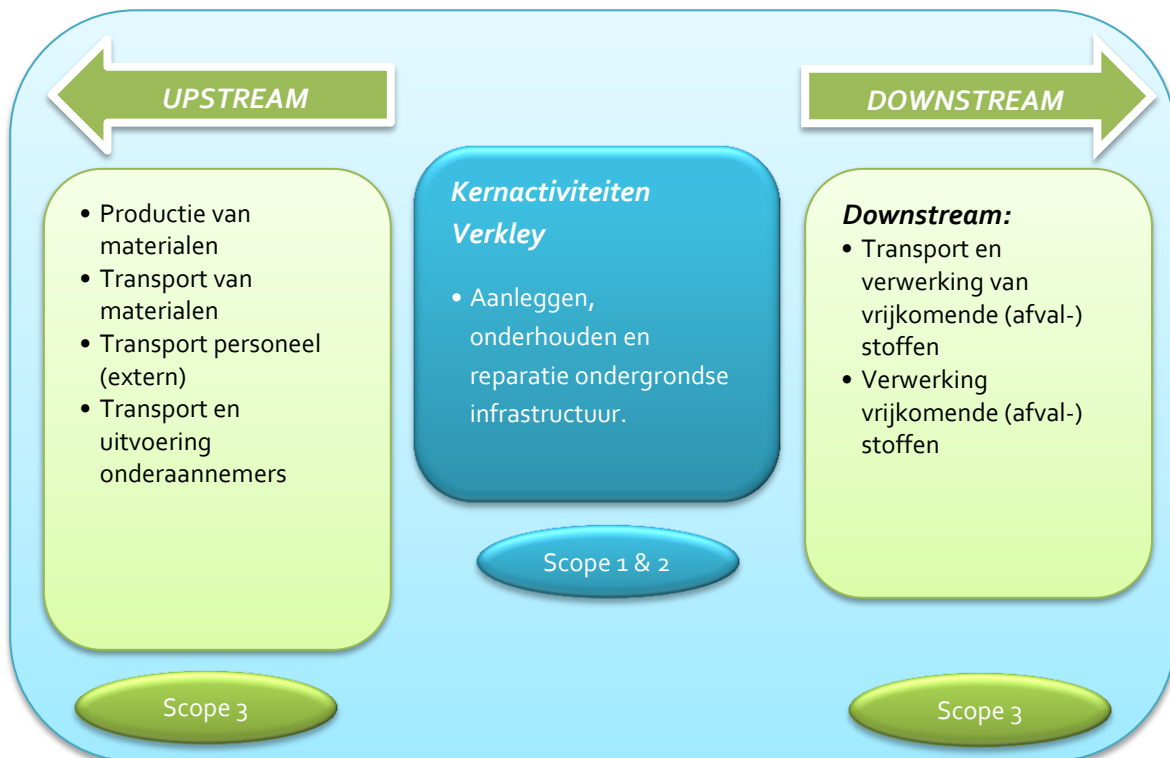 UPSTREAM
DOWNSTREAM
• Productie van
materialen
• Transport van
materialen
• Transport personeel
(extern)
• Transport en
uitvoering
onderaannemers
Kernactiviteiten
Verkley
• Aanleggen,
onderhouden en
reparatie ondergrondse
infrastructuur.
Downstream:
• Transport en
verwerking van
vrijkomende (afval-)
stoffen
• Verwerking
vrijkomende (afval-)
stoffen
Scope 1 & 2
Scope 3
Scope 3